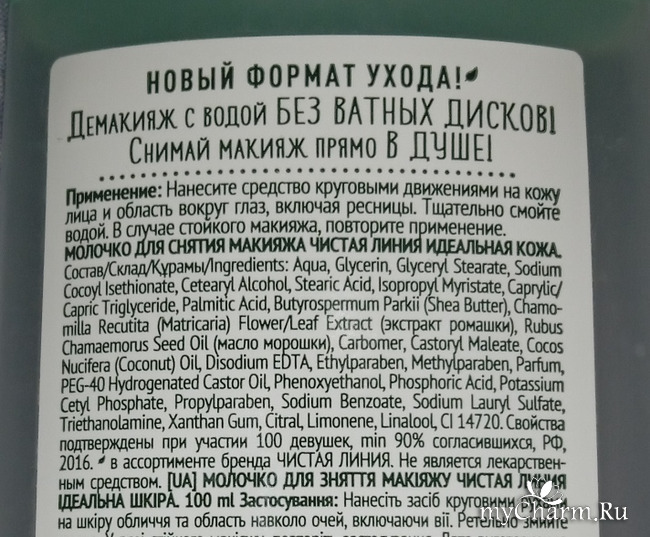 НОВЫЙ ФОРМАТ УХОДА!
ДЕМАКИЯЖ С ВОДОЙ БЕЗ ВАТНЫХ ДИСКОВ!
СНИМАЙ МАКИЯЖ ПРЯМО В ДУШЕ!
Применение: Нанесите средство круговыми движениями на кожу
лица и область вокруг глаз, включая ресницы. Тщательно смойте
водой. В случае стойкого макияжа, повторите применение.
МОЛОЧКО ДЛЯ СНЯТИЯ МАКИЯЖА ЧИСТАЯ ЛИНИЯ ИДЕАЛЬНАЯ КОЖА.
Состав/Склад/Құрамы/Ingredients: Aqua, Glycerin, Glyceryl Stearate, Sodium
Cocoyl Isethionate, Cetearyl Alcohol, Stearic Acid, Isopropyl Myristate, Caprylic/
Capric Triglyceride, Palmitic Acid, Butyrospermum Parkii (Shea Butter), Chamo-
milla Recutita (Matricaria) Flower/Leaf Extract (экстракт ромашки), Rubus
Chamaemorus Seed Oil (масло морошки), Carbomer, Castoryl Maleate, Cocos
Nucifera (Coconut) Oil, Disodium EDTA, Ethylparaben, Methylparaben, Parfum,
PEG-40 Hydrogenated Castor Oil, Phenoxyethanol, Phosphoric Acid, Potassium
Cetyl Phosphate, Propylparaben, Sodium Benzoate, Sodium Lauryl Sulfate,
Triethanolamine, Xanthan Gum, Citral, Limonene, Linalool, CI 14720. Свойства
подтверждены при участии 100 девушек, min 90% согласившихся, РФ,
2016. в ассортименте бренда ЧИСТАЯ ЛИНИЯ. Не является лекарствен-
ным средством. [UA] МОЛОЧКО ДЛЯ ЗНЯТТЯ МАКІЯЖУ ЧИСТАЯ ЛИНИЯ
ІДЕАЛЬНА ШКІРА. 100 ml Застосування: Нанесіть засіб круговими
на шкіру обличчя та область навколо очей, включаючи вії. Ретельно змийте
myCharm.Ru